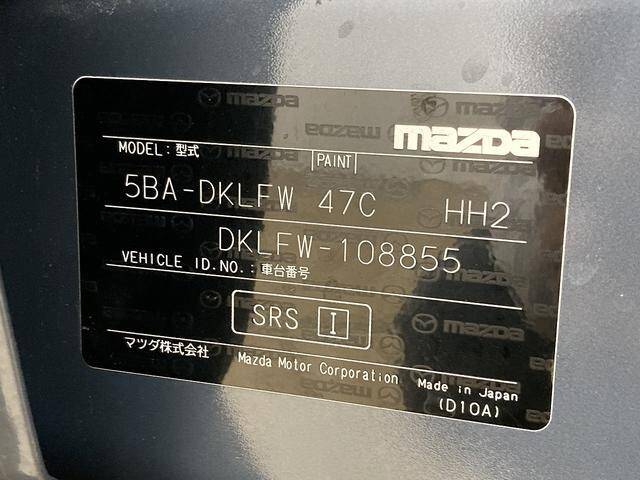 mazda
MODEL: 型式 PAINT
5BA-DKLFW 47C HH2
DKLFW-108855
VEHICLE ID.NO.: 車台番号
SRS I
マツダ株式会社 Mazda Motor Corporation Made in Japan
(D10A)